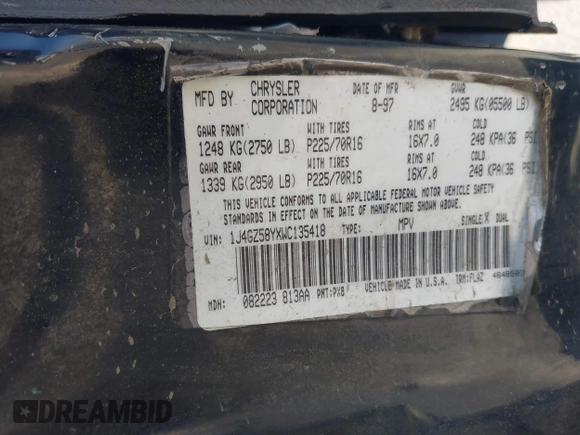 MFD BY CHRYSLER CORPORATION DATE OF MFR 8-97 GVWR 2495 KG(05500 LB)
GAWR FRONT WITH TIRES RIMS AT COLD
1248 KG(2750 LB) P225/70R16 16X7.0 248 KPA(36 PSI
GAWR REAR WITH TIRES RIMS AT COLD
1339 KG(2950 LB) P225/70R16 16X7.0 248 KPA(36 PSI
THIS VEHICLE CONFORMS TO ALL APPLICABLE FEDERAL MOTOR VEHICLE SAFETY
STANDARDS IN EFFECT ON THE DATE OF MANUFACTURE SHOWN ABOVE.
VIN: 1J4GZ58YXWC135418 TYPE: MPV SINGLE X DUAL
MDH: 082223 813AA PNT:PX8 VEHICLE MADE IN U.S.A. TRM:FLAZ
DREAMBID